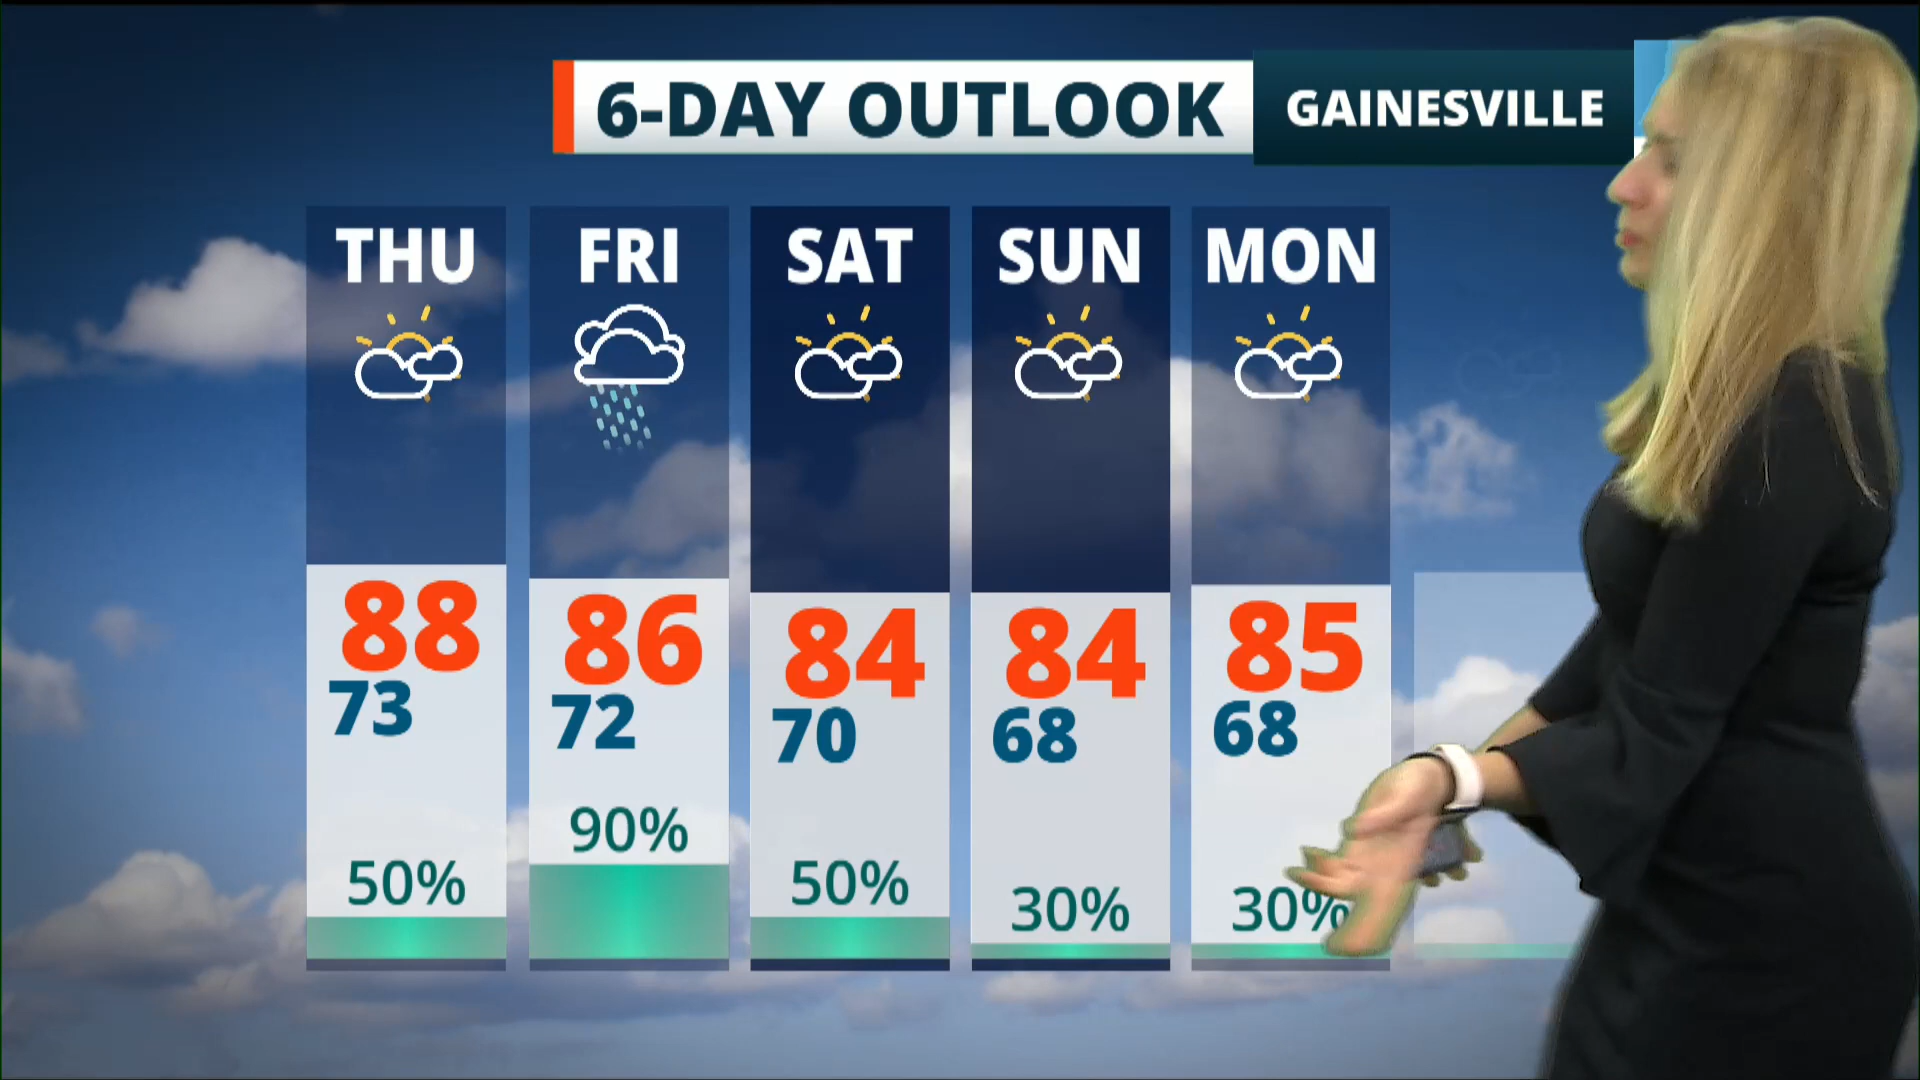 6-DAY OUTLOOK GAINESVILLE
THU FRI SAT SUN MON
88 86 84 84 85
73 72 70 68 68
50% 90% 50% 30% 30%